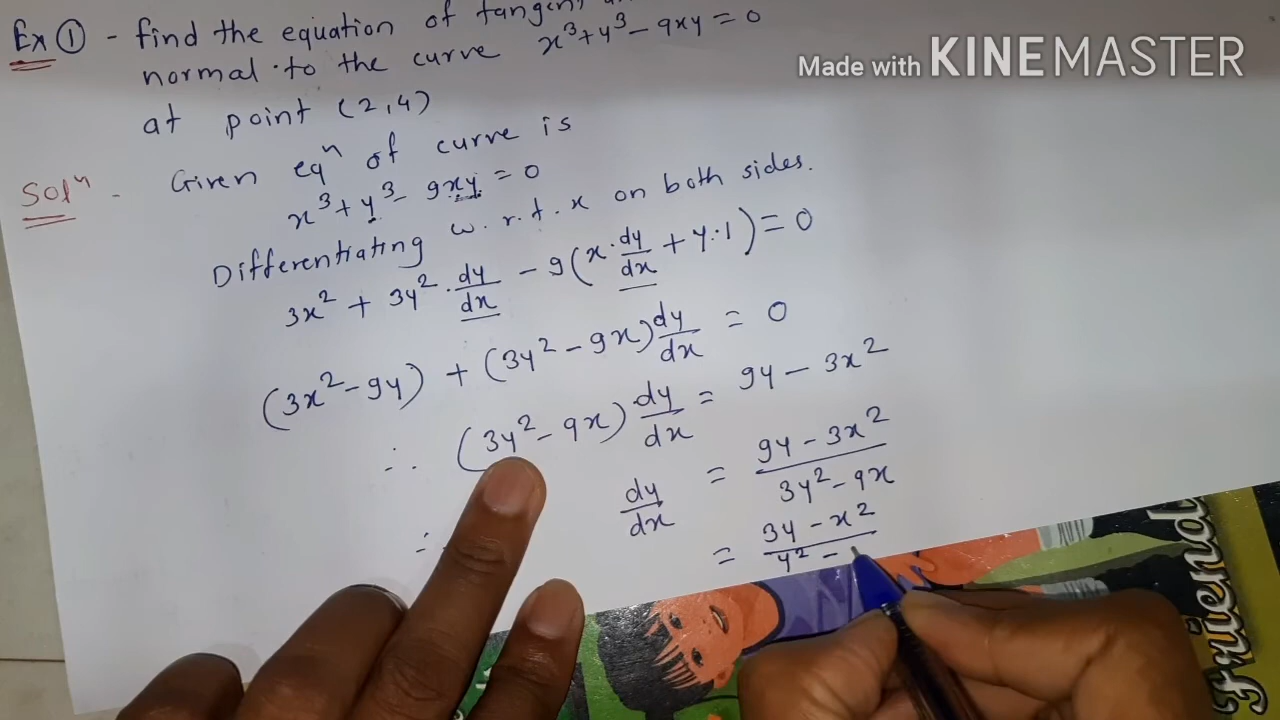 Ex ① - find the equation of tangent
normal to the curve x³+y³-9xy=0
at point (2,4)
Solⁿ - Given eqⁿ of curve is
x³+y³-9xy=0
Differentiating w.r.t.x on both sides.
3x² + 3y²·dy/dx - 9(x·dy/dx + y·1) = 0
(3x²-9y) + (3y²-9x)dy/dx = 0
∴ (3y²-9x)dy/dx = 9y-3x²
∴ dy/dx = 9y-3x²/3y²-9x
= 3y-x²/y²-
Made with KINEMASTER
Friend